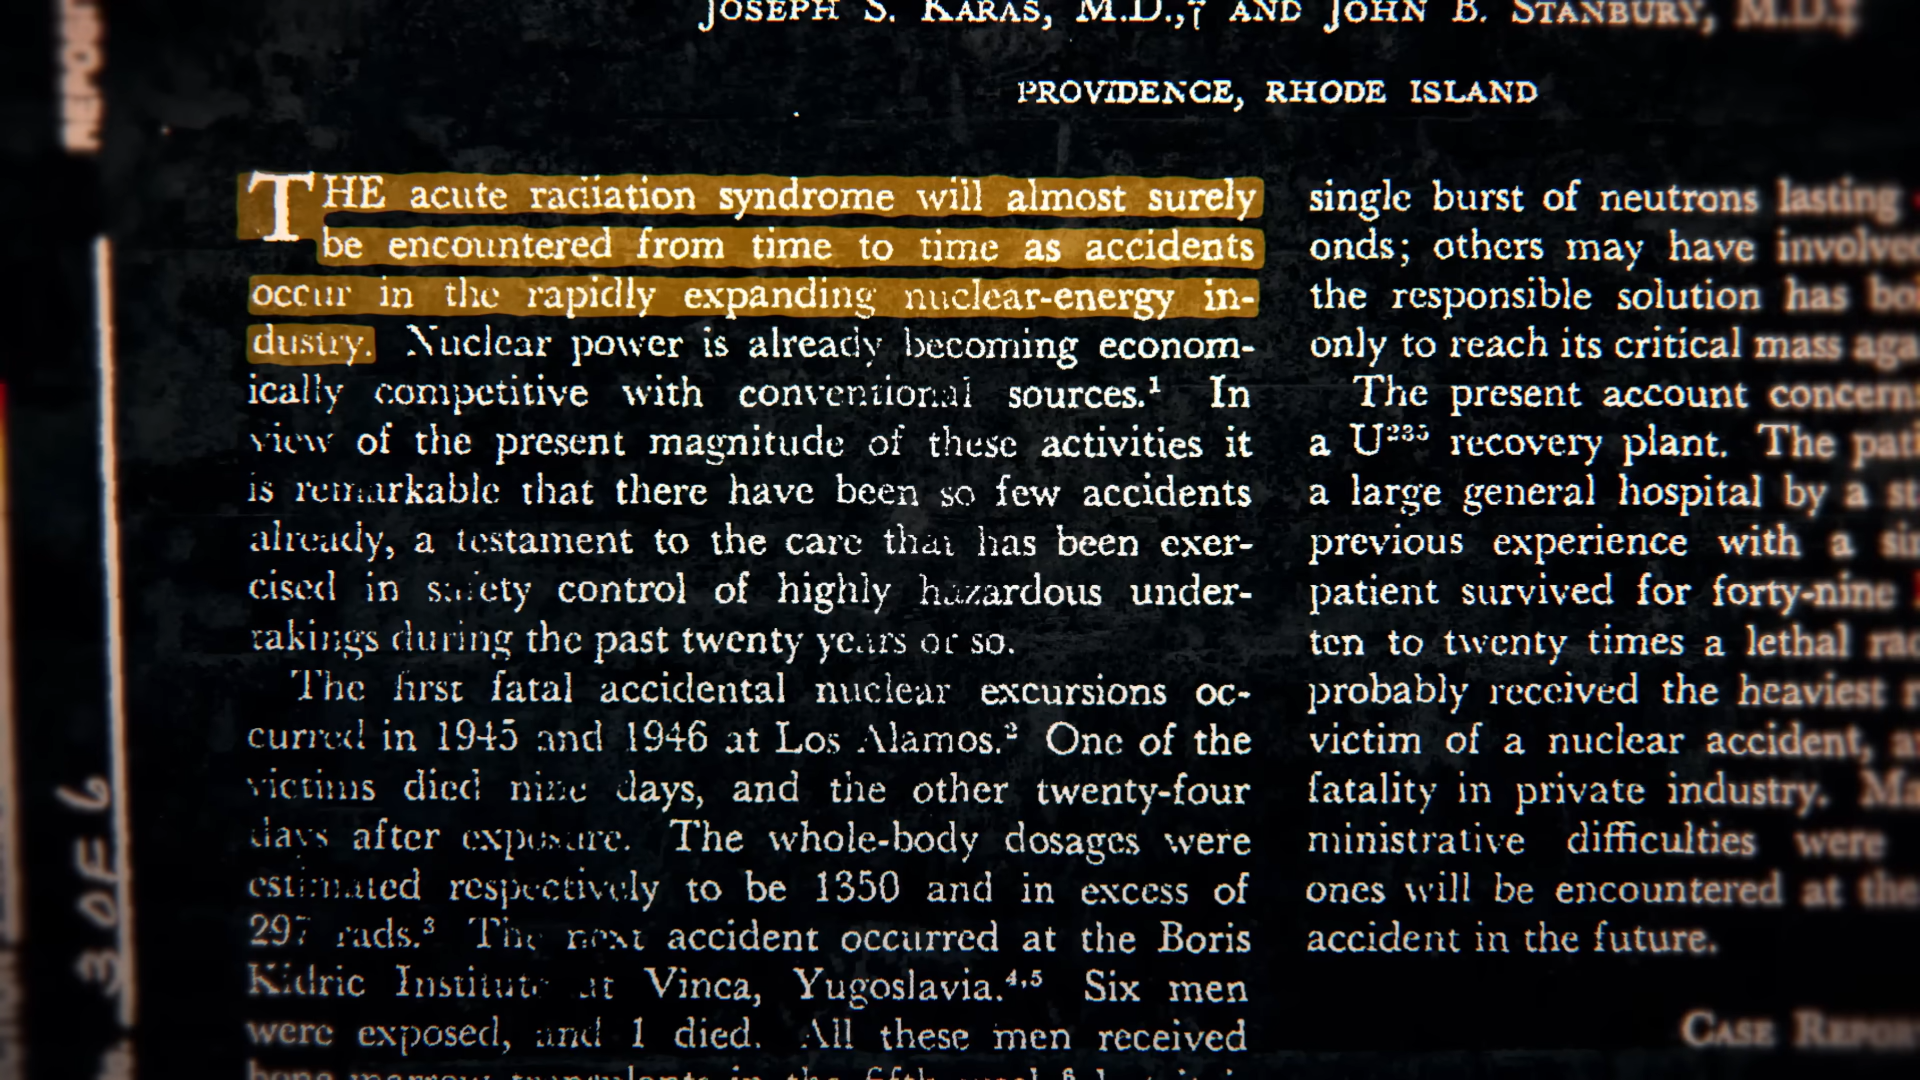 JOSEPH S. KARAS, M.D.,† AND JOHN B. STANBURY, M.D.‡
PROVIDENCE, RHODE ISLAND
THE acute radiation syndrome will almost surely
be encountered from time to time as accidents
occur in the rapidly expanding nuclear-energy in-
dustry. Nuclear power is already becoming econom-
ically competitive with conventional sources.¹ In
view of the present magnitude of these activities it
is remarkable that there have been so few accidents
already, a testament to the care that has been exer-
cised in safety control of highly hazardous under-
takings during the past twenty years or so.
The first fatal accidental nuclear excursions oc-
curred in 1945 and 1946 at Los Alamos.² One of the
victims died nine days, and the other twenty-four
days after exposure. The whole-body dosages were
estimated respectively to be 1350 and in excess of
297 rads.³ The next accident occurred at the Boris
Kidric Institute at Vinca, Yugoslavia.⁴,⁵ Six men
were exposed, and 1 died. All these men received
single burst of neutrons lasting
onds; others may have involved
the responsible solution has
only to reach its critical mass
The present account concerns
a U²³⁵ recovery plant. The
a large general hospital by a
previous experience with a
patient survived for forty-nine
ten to twenty times a lethal
probably received the heaviest
victim of a nuclear accident,
fatality in private industry.
ministrative difficulties were
ones will be encountered at
accident in the future.
CASE
3 OF 6